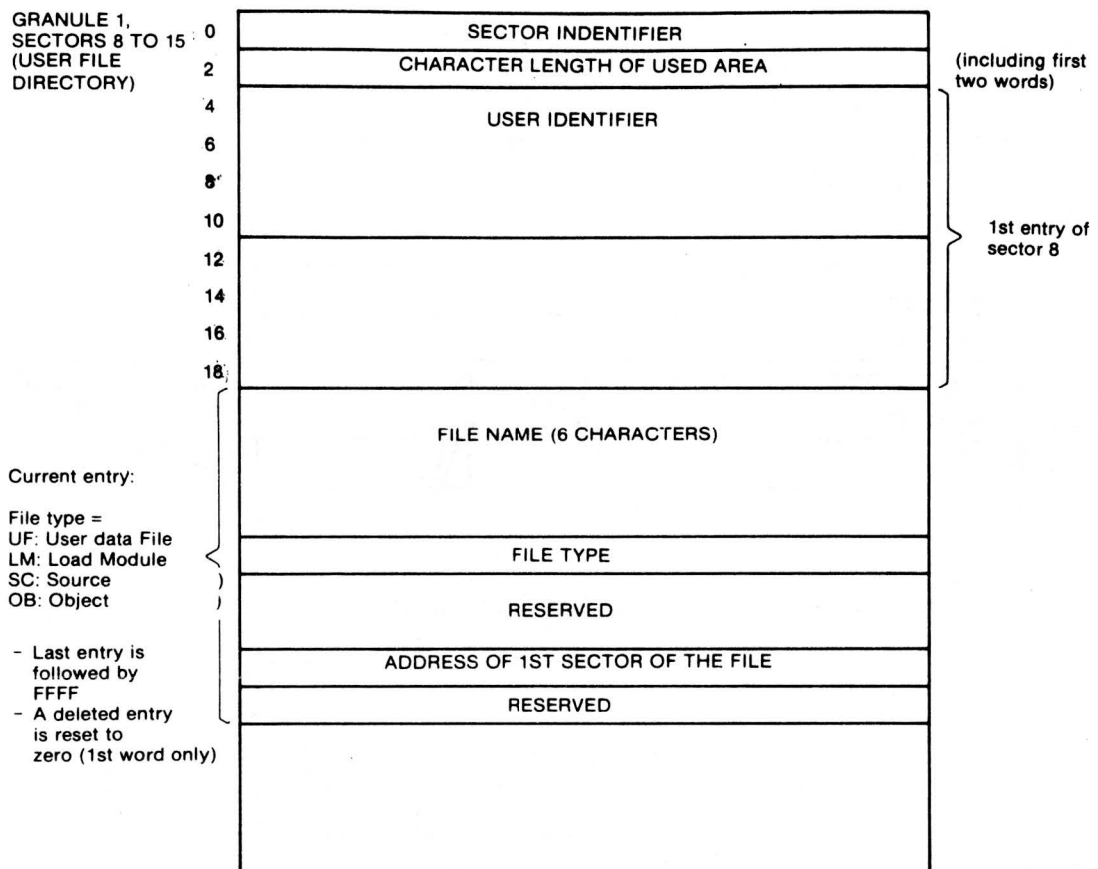 GRANULE 1,
SECTORS 8 TO 15
(USER FILE
DIRECTORY)
0
SECTOR INDENTIFIER
2
CHARACTER LENGTH OF USED AREA
(including first
two words)
4
USER IDENTIFIER
6
8
10
1st entry of
sector 8
12
14
16
18
FILE NAME (6 CHARACTERS)
Current entry:
File type =
UF: User data File
LM: Load Module
SC: Source
OB: Object
FILE TYPE
RESERVED
- Last entry is
followed by
FFFF
- A deleted entry
is reset to
zero (1st word only)
ADDRESS OF 1ST SECTOR OF THE FILE
RESERVED